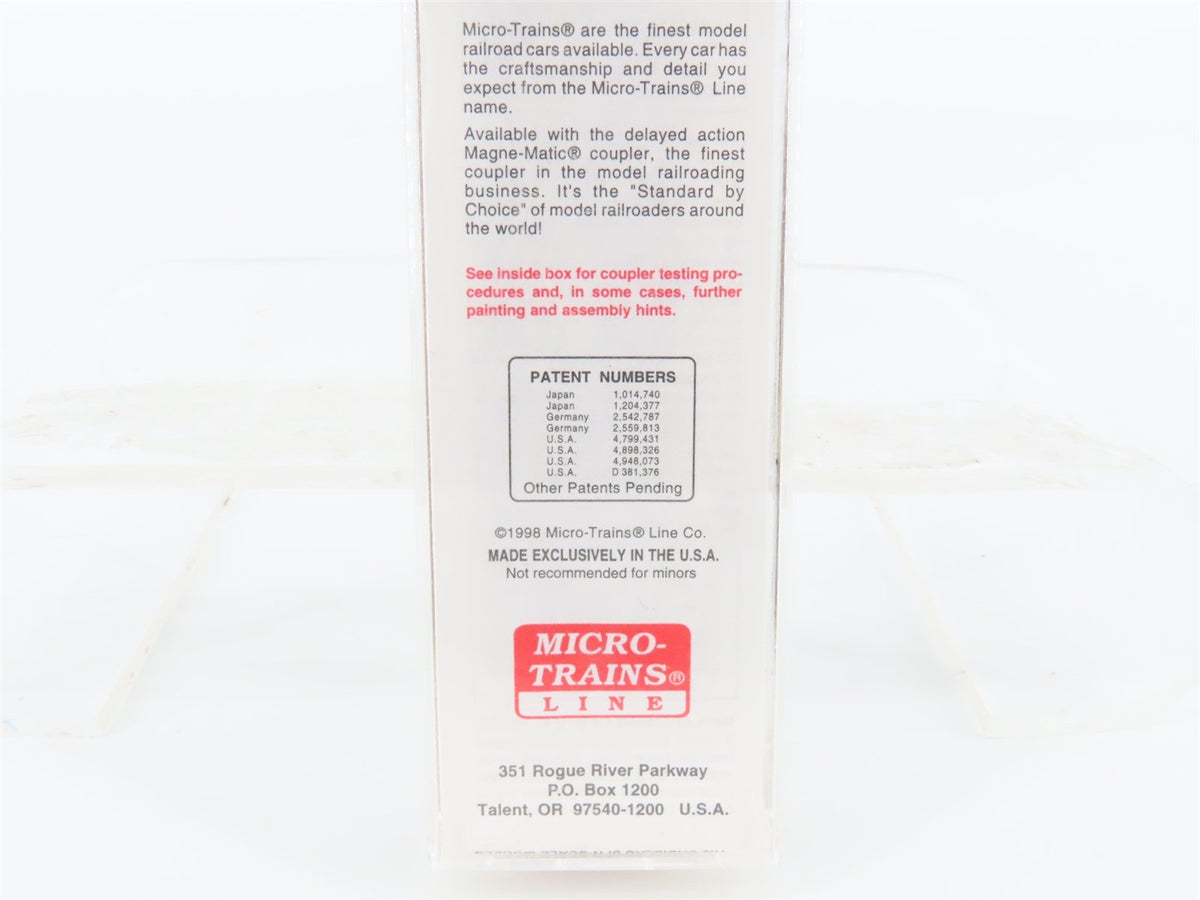 Micro-Trains® are the finest model
railroad cars available. Every car has
the craftsmanship and detail you
expect from the Micro-Trains® Line
name.
Available with the delayed action
Magne-Matic® coupler, the finest
coupler in the model railroading
business. It's the "Standard by
Choice" of model railroaders around
the world!
See inside box for coupler testing pro-
cedures and, in some cases, further
painting and assembly hints.
PATENT NUMBERS
Japan 1,014,740
Japan 1,204,377
Germany 2,542,787
Germany 2,559,813
U.S.A. 4,799,431
U.S.A. 4,898,326
U.S.A. 4,948,073
U.S.A. D 381,376
Other Patents Pending
©1998 Micro-Trains® Line Co.
MADE EXCLUSIVELY IN THE U.S.A.
Not recommended for minors
MICRO-
TRAINS®
LINE
351 Rogue River Parkway
P.O. Box 1200
Talent, OR 97540-1200 U.S.A.